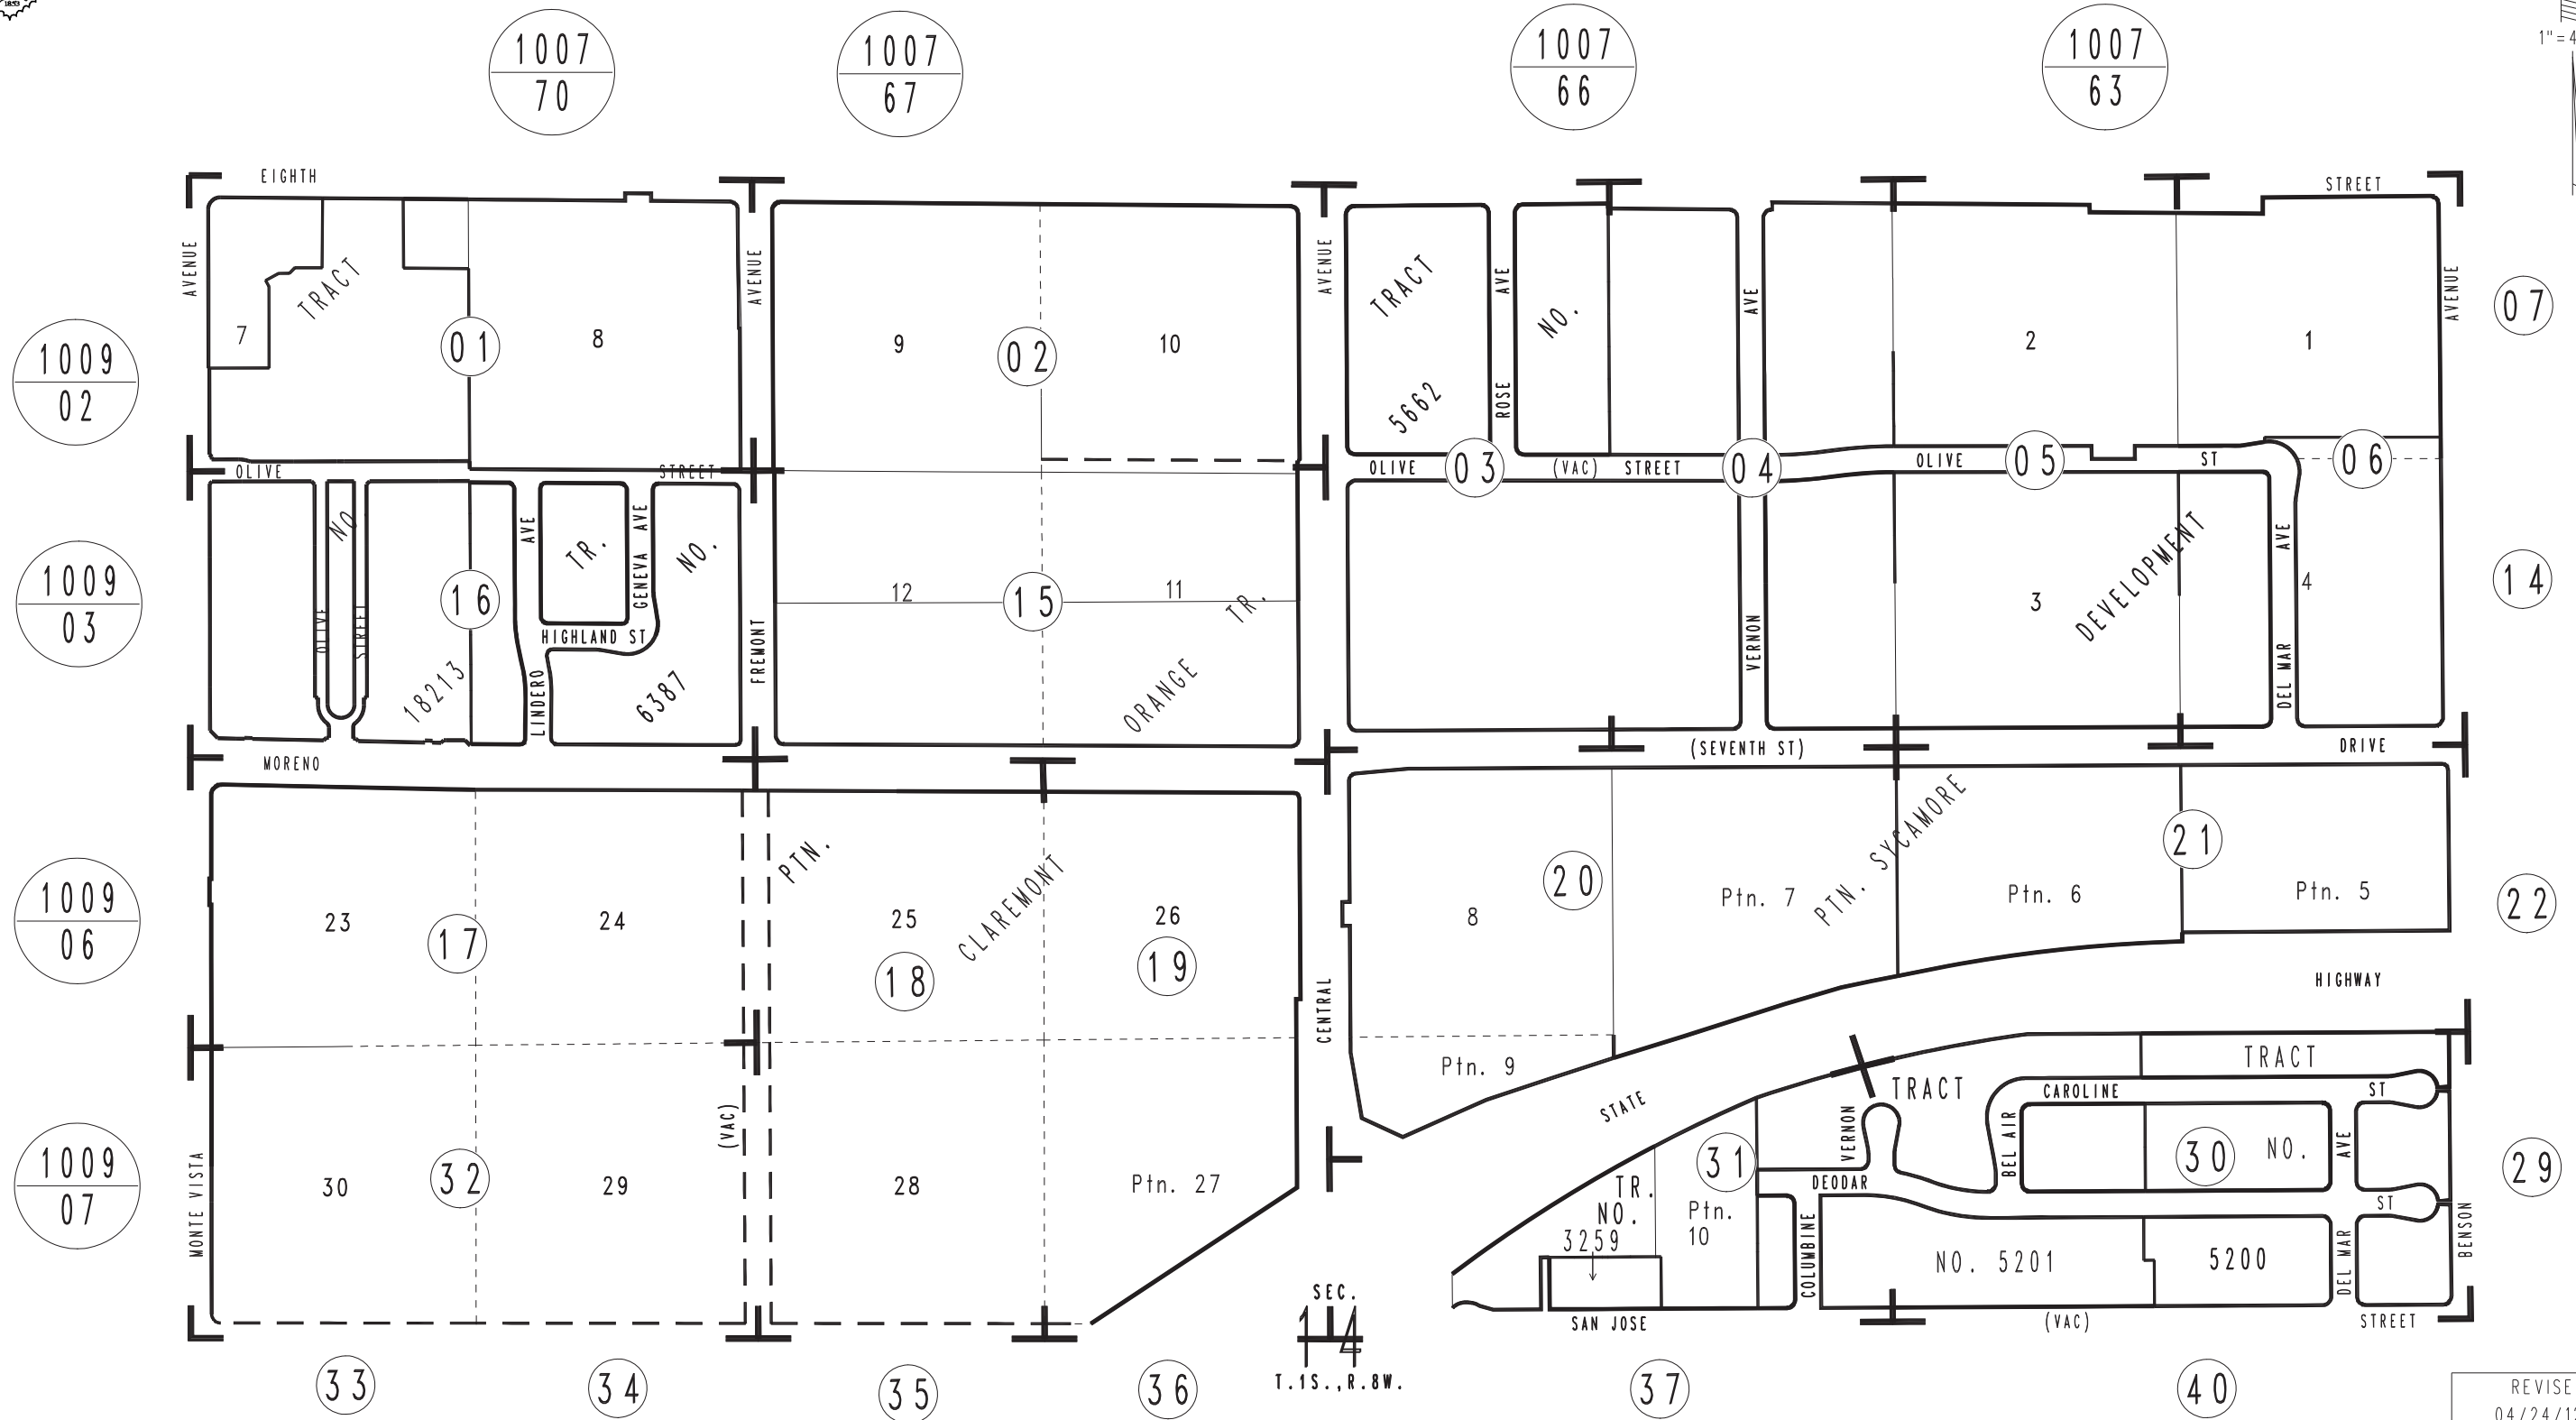 1853
1007
70
1007
67
1007
66
1007
63
1" = 4
EIGHTH
STREET
AVENUE
AVENUE
AVENUE
AVE
AVE
AVENUE
TRACT
TRACT
NO.
5662
ROSE
07
1009
02
7
01
8
9
02
10
2
1
OLIVE
STREET
OLIVE
03
(VAC)
STREET
04
OLIVE
05
ST
06
1009
03
NO
OLIVE
STREET
16
18213
AVE
LINDERO
TR.
GENEVA AVE
NO.
HIGHLAND ST
6387
FREMONT
12
15
11
TR.
ORANGE
VERNON
3
DEVELOPMENT
AVE
DEL MAR
4
14
MORENO
(SEVENTH ST)
DRIVE
1009
06
23
17
24
PTN.
25
18
CLAREMONT
26
19
CENTRAL
8
20
Ptn. 7
PTN. SYCAMORE
Ptn. 6
21
Ptn. 5
22
HIGHWAY
Ptn. 9
STATE
1009
07
MONTE VISTA
30
32
29
(VAC)
28
Ptn. 27
TRACT
TRACT
CAROLINE
ST
VERNON
BEL AIR
30
NO.
AVE
29
31
TR.
NO.
3259
Ptn.
10
DEODAR
ST
COLUMBINE
NO. 5201
5200
DEL MAR
BENSON
SEC.
14
T.1S.,R.8W.
SAN JOSE
(VAC)
STREET
33
34
35
36
37
40
REVISE
04/24/1